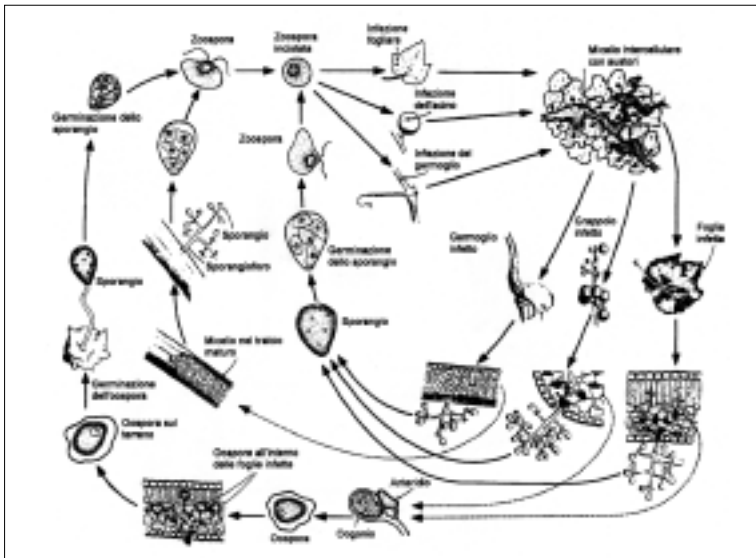 Zoospora
Zoospora
incistata
Infezione
fogliare
Micelio intercellulare
con austori
Germinazione dello
sporangio
Infezione
dell'acino
Zoospora
Infezione del
germoglio
Sporangio
Sporangioforo
Germinazione
dello sporangio
Germoglio
infetto
Grappolo
infetto
Foglia
infetta
Sporangio
Sporangio
Micelio nel tralcio
maturo
Germinazione
dell'oospora
Oospora sul
terreno
Oospore all'interno
delle foglie infette
Oospora
Oogonio
Anteridio